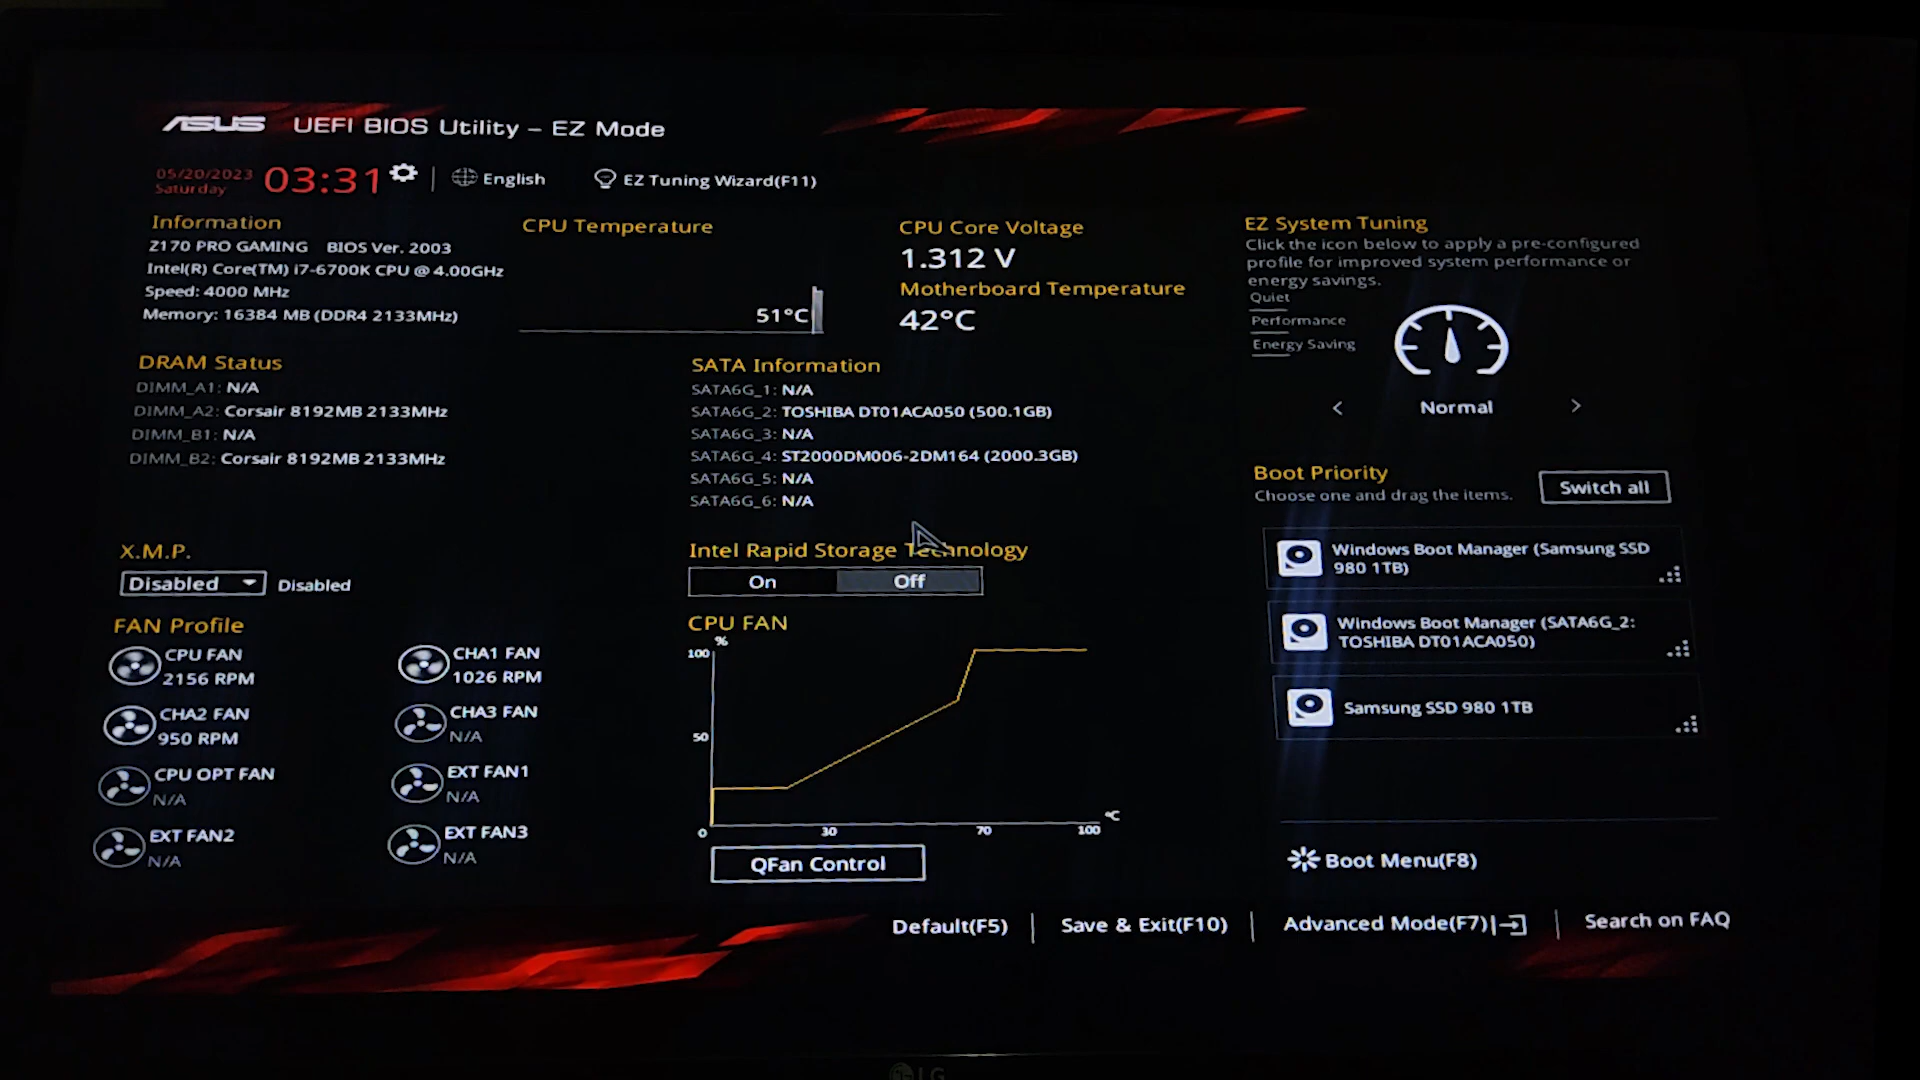 ASUS UEFI BIOS Utility – EZ Mode
05/20/2023
Saturday
03:31
English
EZ Tuning Wizard(F11)
Information
Z170 PRO GAMING BIOS Ver. 2003
Intel(R) Core(TM) i7-6700K CPU @ 4.00GHz
Speed: 4000 MHz
Memory: 16384 MB (DDR4 2133MHz)
CPU Temperature
51°C
CPU Core Voltage
1.312 V
Motherboard Temperature
42°C
EZ System Tuning
Click the icon below to apply a pre-configured
profile for improved system performance or
energy savings.
Quiet
Performance
Energy Saving
< Normal >
DRAM Status
DIMM_A1: N/A
DIMM_A2: Corsair 8192MB 2133MHz
DIMM_B1: N/A
DIMM_B2: Corsair 8192MB 2133MHz
SATA Information
SATA6G_1: N/A
SATA6G_2: TOSHIBA DT01ACA050 (500.1GB)
SATA6G_3: N/A
SATA6G_4: ST2000DM006-2DM164 (2000.3GB)
SATA6G_5: N/A
SATA6G_6: N/A
Boot Priority
Choose one and drag the items.
Switch all
Windows Boot Manager (Samsung SSD
980 1TB)
Windows Boot Manager (SATA6G_2:
TOSHIBA DT01ACA050)
Samsung SSD 980 1TB
X.M.P.
Disabled Disabled
Intel Rapid Storage Technology
On Off
FAN Profile
CPU FAN
2156 RPM
CHA1 FAN
1026 RPM
CHA2 FAN
950 RPM
CHA3 FAN
N/A
CPU OPT FAN
N/A
EXT FAN1
N/A
EXT FAN2
N/A
EXT FAN3
N/A
CPU FAN
%
100
50
0 30 70 100
°C
QFan Control
Boot Menu(F8)
Default(F5) | Save & Exit(F10) | Advanced Mode(F7) | Search on FAQ
LG